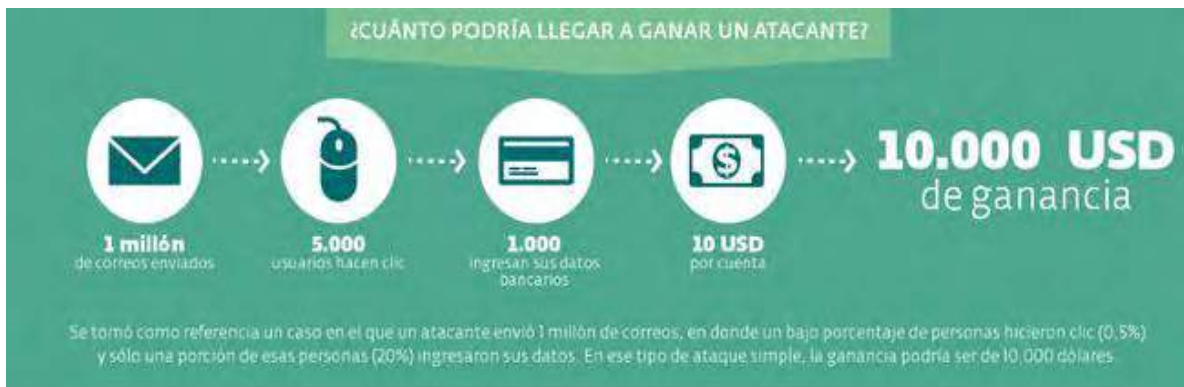 ¿CUÁNTO PODRÍA LLEGAR A GANAR UN ATACANTE?
1 millón
de correos enviados
5.000
usuarios hacen clic
1.000
ingresan sus datos
bancarios
10 USD
por cuenta
10.000 USD
de ganancia
Se tomó como referencia un caso en el que un atacante envió 1 millón de correos, en donde un bajo porcentaje de personas hicieron clic (0,5%)
y sólo una porción de esas personas (20%) ingresaron sus datos. En ese tipo de ataque simple, la ganancia podría ser de 10.000 dólares